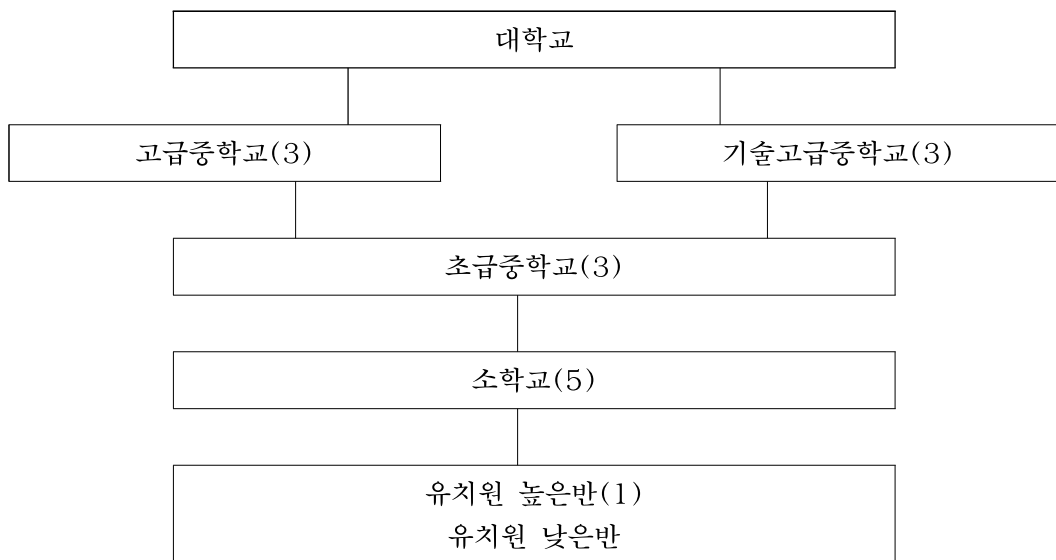 대학교
고급중학교(3)
기술고급중학교(3)
초급중학교(3)
소학교(5)
유치원 높은반(1)
유치원 낮은반